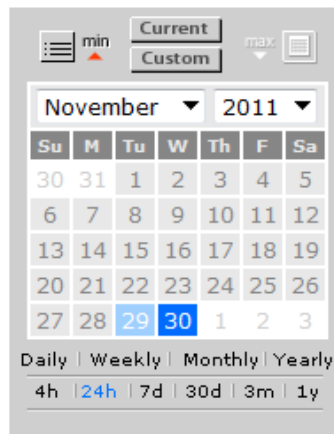 min Current max
Custom
November 2011
Su M Tu W Th F Sa
30 31 1 2 3 4 5
6 7 8 9 10 11 12
13 14 15 16 17 18 19
20 21 22 23 24 25 26
27 28 29 30 1 2 3
Daily | Weekly | Monthly | Yearly
4h | 24h | 7d | 30d | 3m | 1y